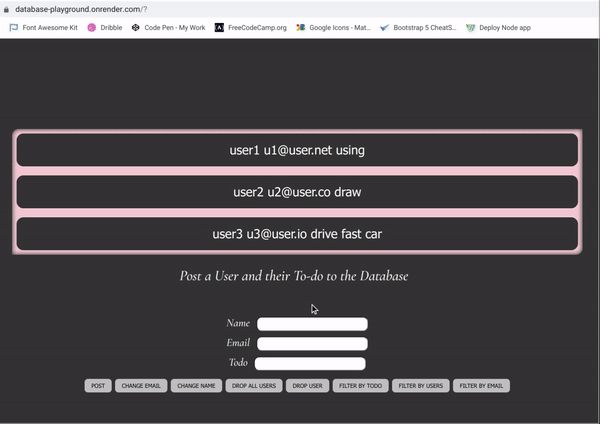 database-playground.onrender.com/?
Font Awesome Kit Dribble Code Pen - My Work FreeCodeCamp.org Google Icons - Mat... Bootstrap 5 CheatS... Deploy Node app
user1 u1@user.net using
user2 u2@user.co draw
user3 u3@user.io drive fast car
Post a User and their To-do to the Database
Name
Email
Todo
POST CHANGE EMAIL CHANGE NAME DROP ALL USERS DROP USER FILTER BY TODO FILTER BY USERS FILTER BY EMAIL